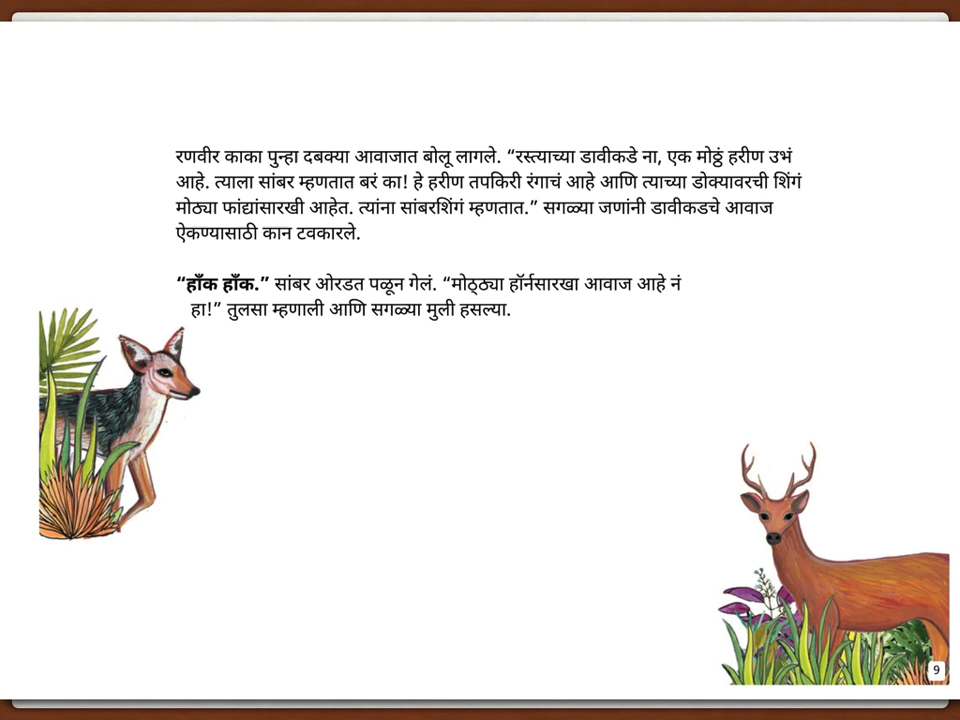 रणवीर काका पुन्हा दबक्या आवाजात बोलू लागले. “रस्त्याच्या डावीकडे ना, एक मोठ्ठं हरीण उभं
आहे. त्याला सांबर म्हणतात बरं का! हे हरीण तपकिरी रंगाचं आहे आणि त्याच्या डोक्यावरची शिंगं
मोठ्या फांद्यांसारखी आहेत. त्यांना सांबरशिंगं म्हणतात.” सगळ्या जणांनी डावीकडचे आवाज
ऐकण्यासाठी कान टवकारले.
“हाँक हाँक.” सांबर ओरडत पळून गेलं. “मोठ्ठ्या हॉर्नसारखा आवाज आहे नं
हा!” तुलसा म्हणाली आणि सगळ्या मुली हसल्या.
9